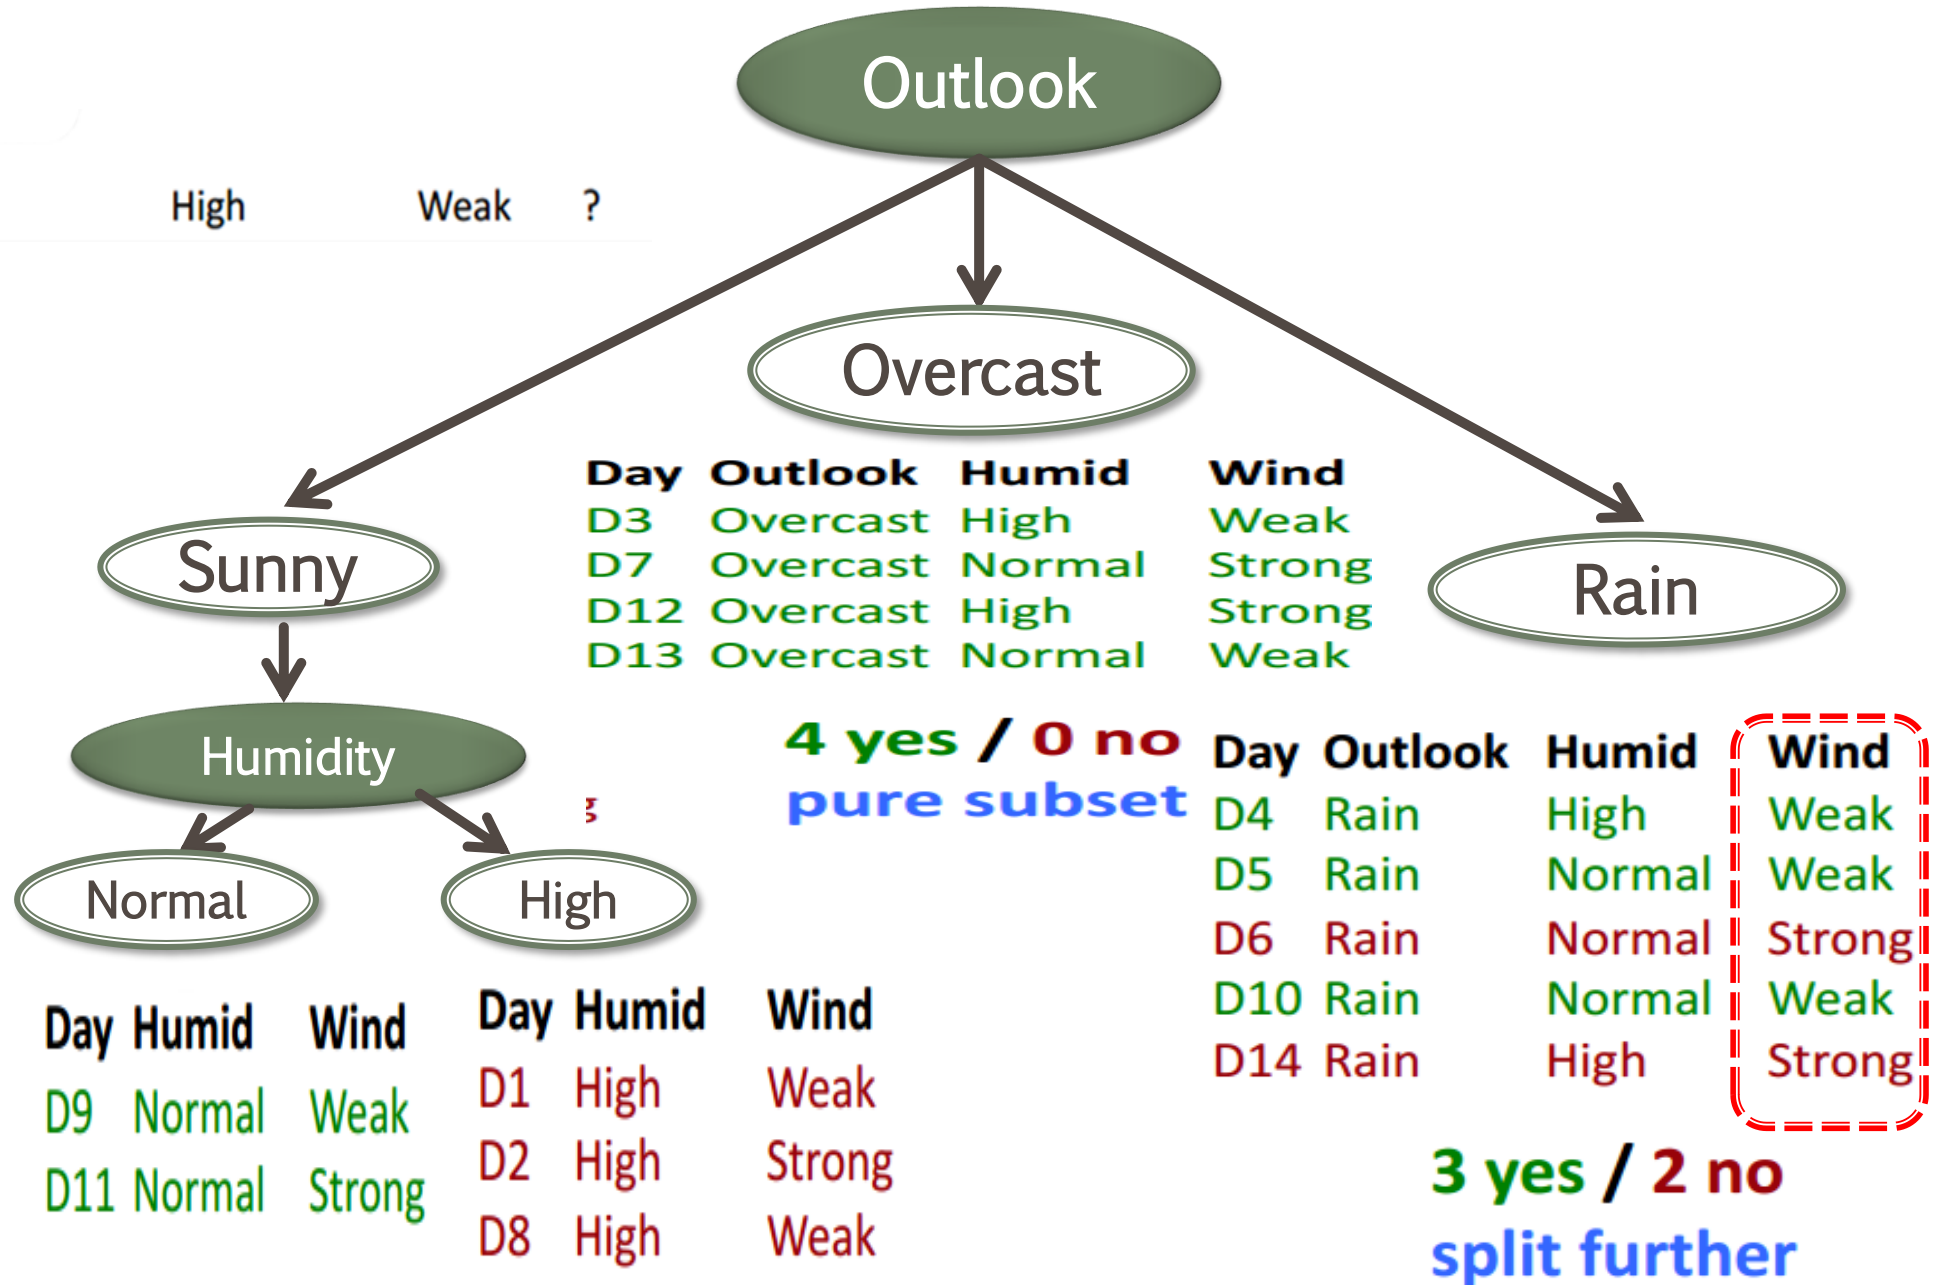 Outlook
High Weak ?
Overcast
Day Outlook Humid Wind
D3 Overcast High Weak
D7 Overcast Normal Strong
D12 Overcast High Strong
D13 Overcast Normal Weak
4 yes / 0 no
pure subset
Sunny
Humidity
Normal
High
Day Humid Wind
D9 Normal Weak
D11 Normal Strong
Day Humid Wind
D1 High Weak
D2 High Strong
D8 High Weak
Rain
Day Outlook Humid Wind
D4 Rain High Weak
D5 Rain Normal Weak
D6 Rain Normal Strong
D10 Rain Normal Weak
D14 Rain High Strong
3 yes / 2 no
split further